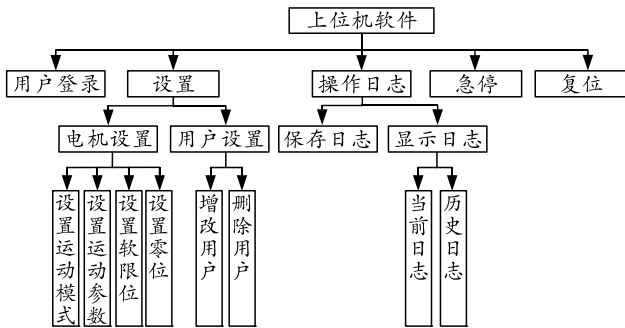 上位机软件
用户登录
设置
操作日志
急停
复位
电机设置
用户设置
保存日志
显示日志
设置运动模式
设置运动参数
设置软限位
设置零位
增改用户
删除用户
当前日志
历史日志